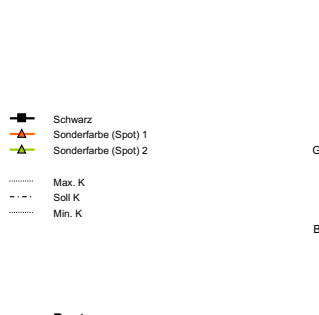 Schwarz
Sonderfarbe (Spot) 1
Sonderfarbe (Spot) 2
G
Max. K
Soll K
Min. K
B